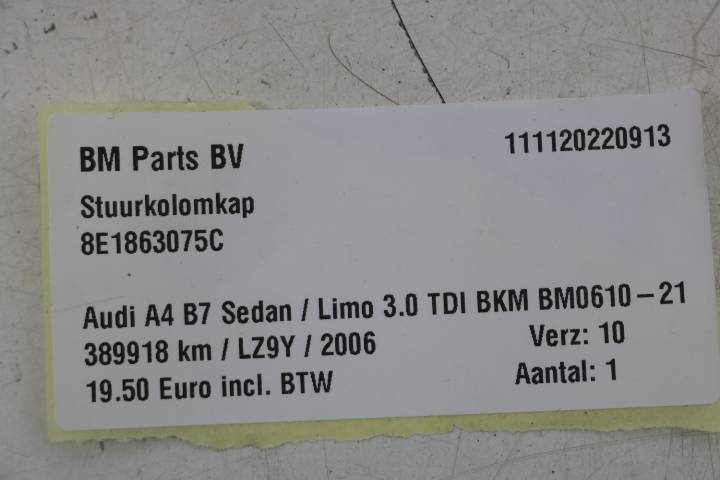 BM Parts BV 111120220913
Stuurkolomkap
8E1863075C
Audi A4 B7 Sedan / Limo 3.0 TDI BKM BM0610-21
389918 km / LZ9Y / 2006 Verz: 10
19.50 Euro incl. BTW Aantal: 1